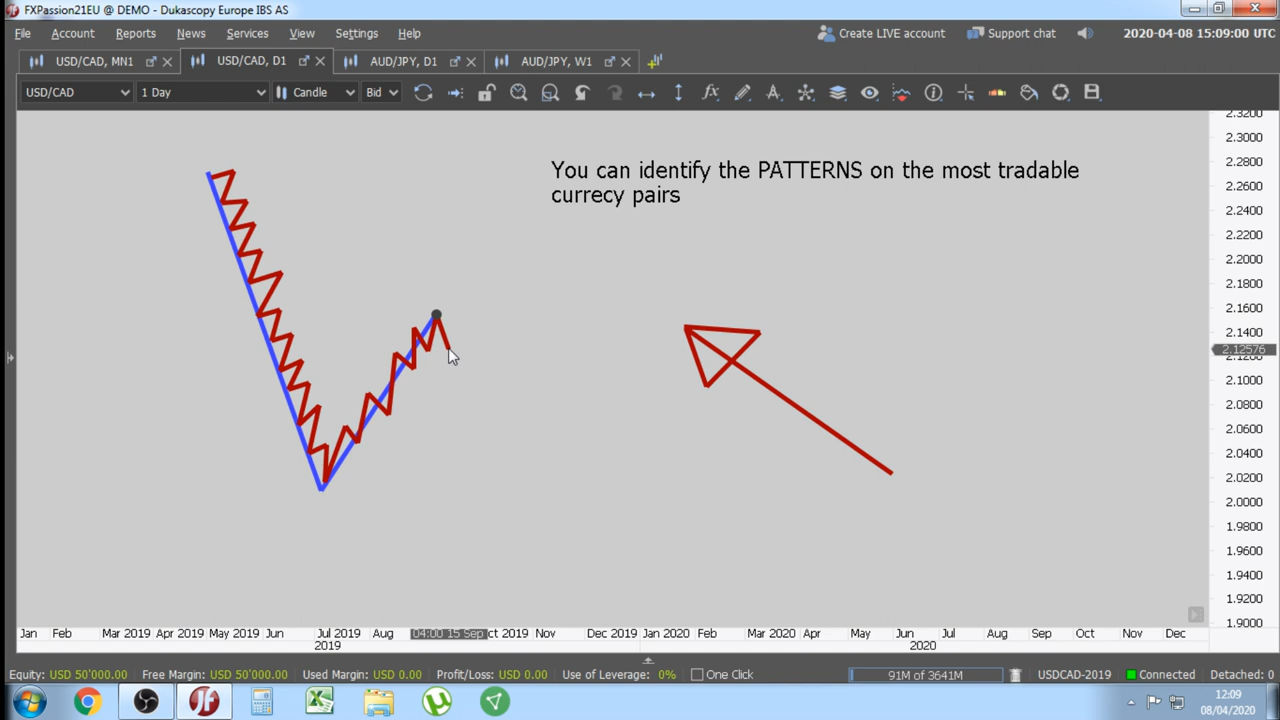 FXPassion21EU @ DEMO - Dukascopy Europe IBS AS
File Account Reports News Services View Settings Help
Create LIVE account Support chat 2020-04-08 15:09:00 UTC
USD/CAD, MN1 USD/CAD, D1 AUD/JPY, D1 AUD/JPY, W1
USD/CAD 1 Day Candle Bid
You can identify the PATTERNS on the most tradable
currecy pairs
2.3200
2.3000
2.2800
2.2600
2.2400
2.2200
2.2000
2.1800
2.1600
2.1400
2.12576
2.1000
2.0800
2.0600
2.0400
2.0200
2.0000
1.9800
1.9600
1.9400
1.9200
1.9000
Jan Feb Mar 2019 Apr 2019 May 2019 Jun Jul 2019 Aug 04:00 15 Sep ct 2019 Nov Dec 2019 Jan 2020 Feb Mar 2020 Apr May Jun Jul Aug Sep Oct Nov Dec
2019 2020
Equity: USD 50'000.00 Free Margin: USD 50'000.00 Used Margin: USD 0.00 Profit/Loss: USD 0.00 Use of Leverage: 0% One Click 91M of 3641M USDCAD-2019 Connected Detached: 0
12:09
08/04/2020